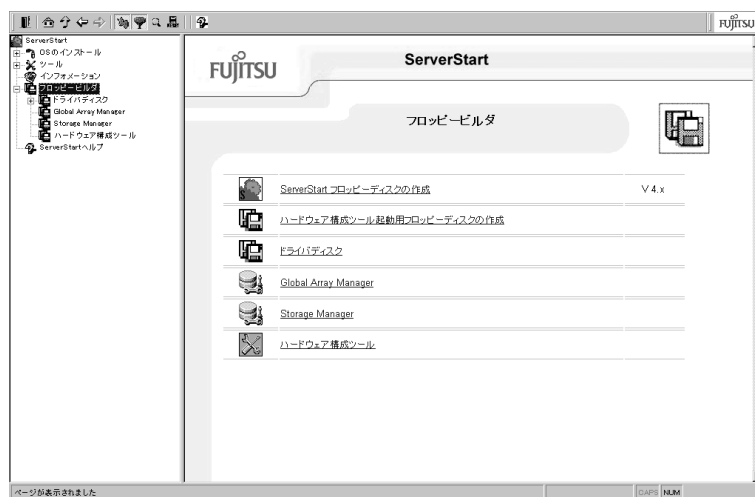 FUJITSU
ServerStart
OSのインストール
ツール
インフォメーション
フロッピービルダ
ドライバディスク
Global Array Manager
Storage Manager
ハードウェア構成ツール
ServerStartヘルプ
FUJITSU
ServerStart
フロッピービルダ
ServerStart フロッピーディスクの作成 V 4.x
ハードウェア構成ツール起動用フロッピーディスクの作成
ドライバディスク
Global Array Manager
Storage Manager
ハードウェア構成ツール
ページが表示されました
CAPS NUM